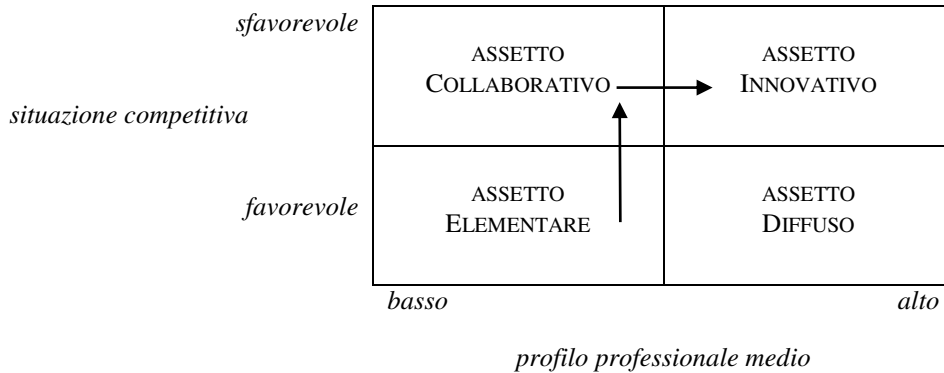 sfavorevole
ASSETTO
COLLABORATIVO
ASSETTO
INNOVATIVO
situazione competitiva
favorevole
ASSETTO
ELEMENTARE
ASSETTO
DIFFUSO
basso
alto
profilo professionale medio